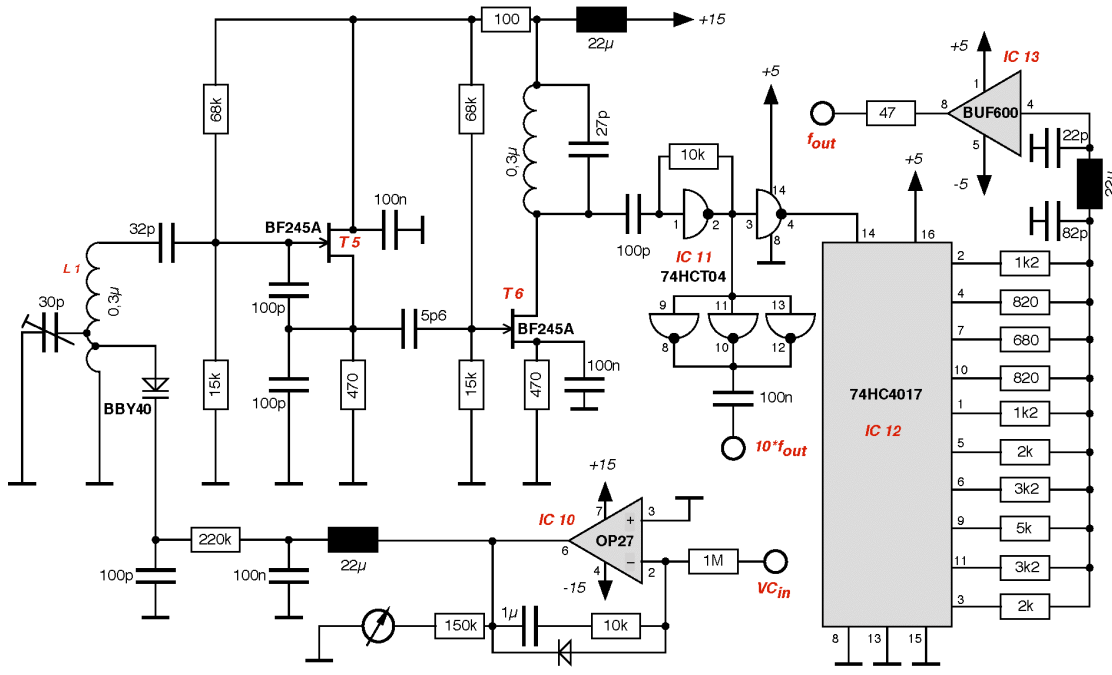 100
22µ
+15
+5
IC 13
1
8
4
BUF600
5
-5
47
f_out
22p
22µ
82p
68k
68k
0,3µ
27p
+5
10k
14
1
2
3
4
8
100p
IC 11
74HCT04
+5
14
16
32p
BF245A
T 5
100n
L 1
0,3µ
30p
100p
5p6
T 6
BF245A
9
11
13
8
10
12
100n
15k
100p
470
15k
470
100n
BBY40
10*f_out
74HC4017
IC 12
2
1k2
4
820
7
680
10
820
1
1k2
5
2k
6
3k2
9
5k
11
3k2
3
2k
8
13
15
+15
7
3
IC 10
+
OP27
6
−
4
2
-15
1M
VC_in
220k
22µ
100p
100n
150k
1µ
10k